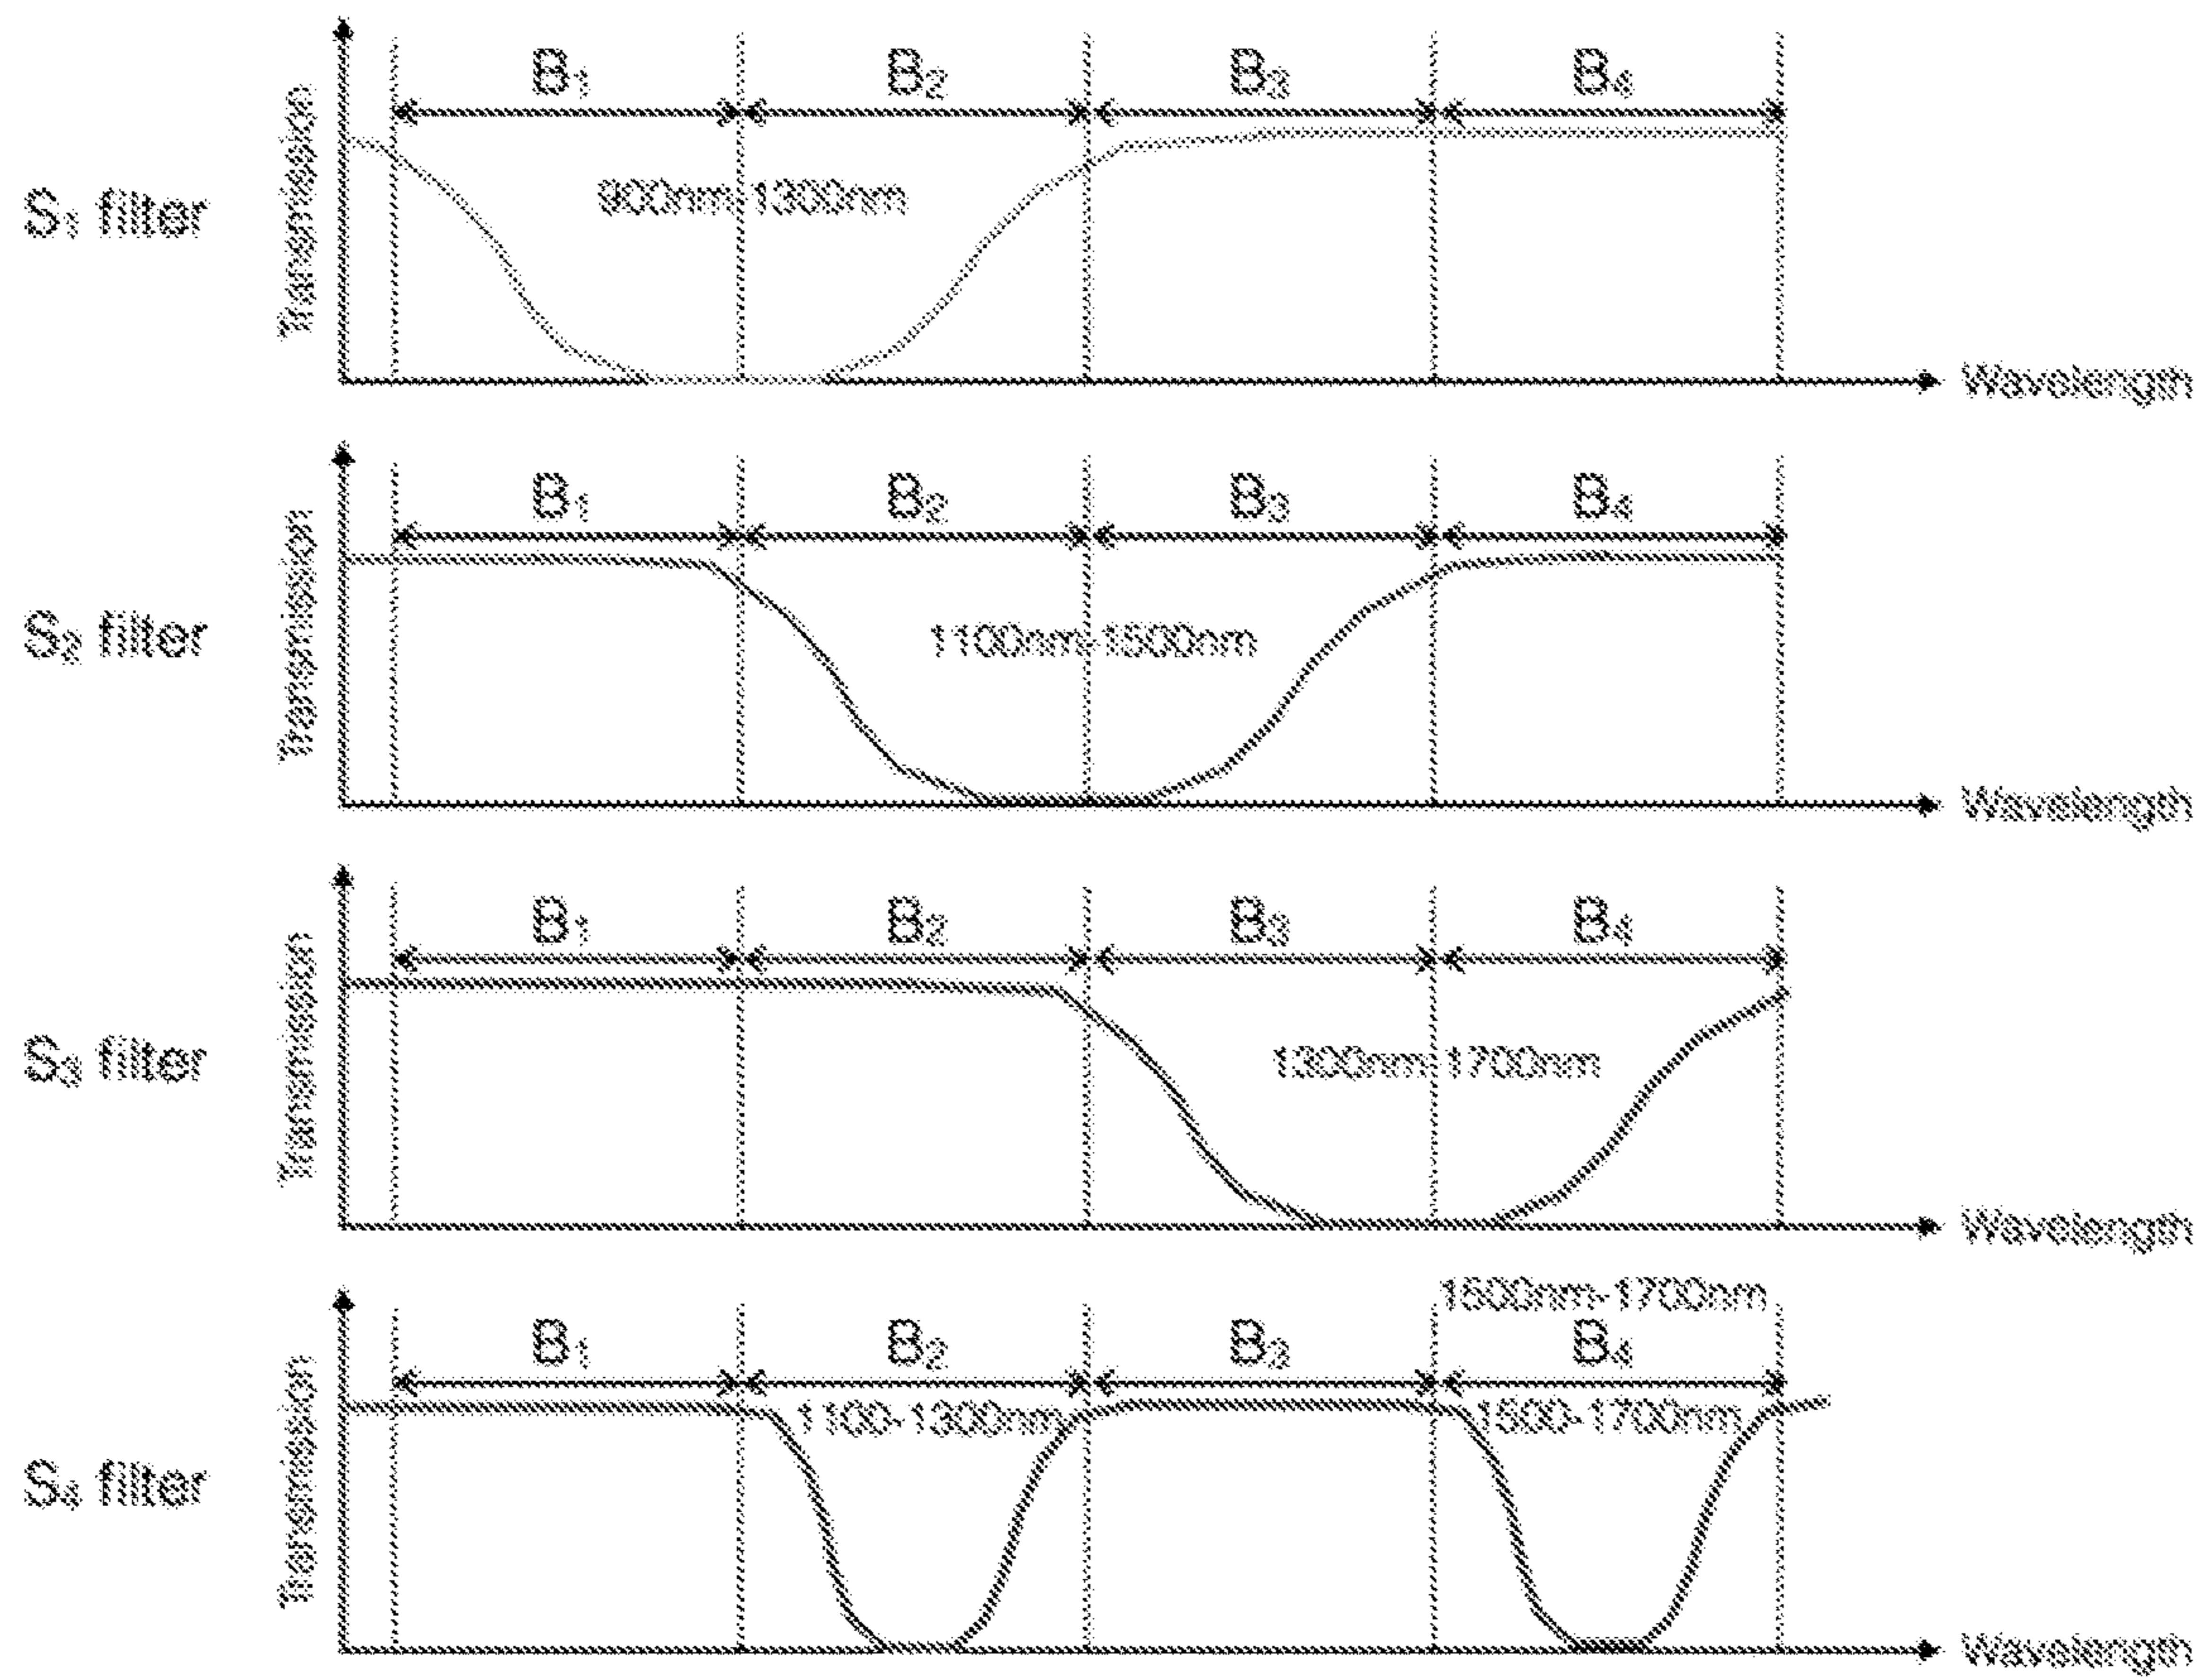 B₁ B₂ B₃ B₄
Transmission
900nm-1300nm
S₁ filter
Wavelength
B₁ B₂ B₃ B₄
Transmission
1100nm-1500nm
S₂ filter
Wavelength
B₁ B₂ B₃ B₄
Transmission
1300nm-1700nm
S₃ filter
Wavelength
1500nm-1700nm
B₁ B₂ B₃ B₄
Transmission
1100-1300nm 1500-1700nm
S₄ filter
Wavelength